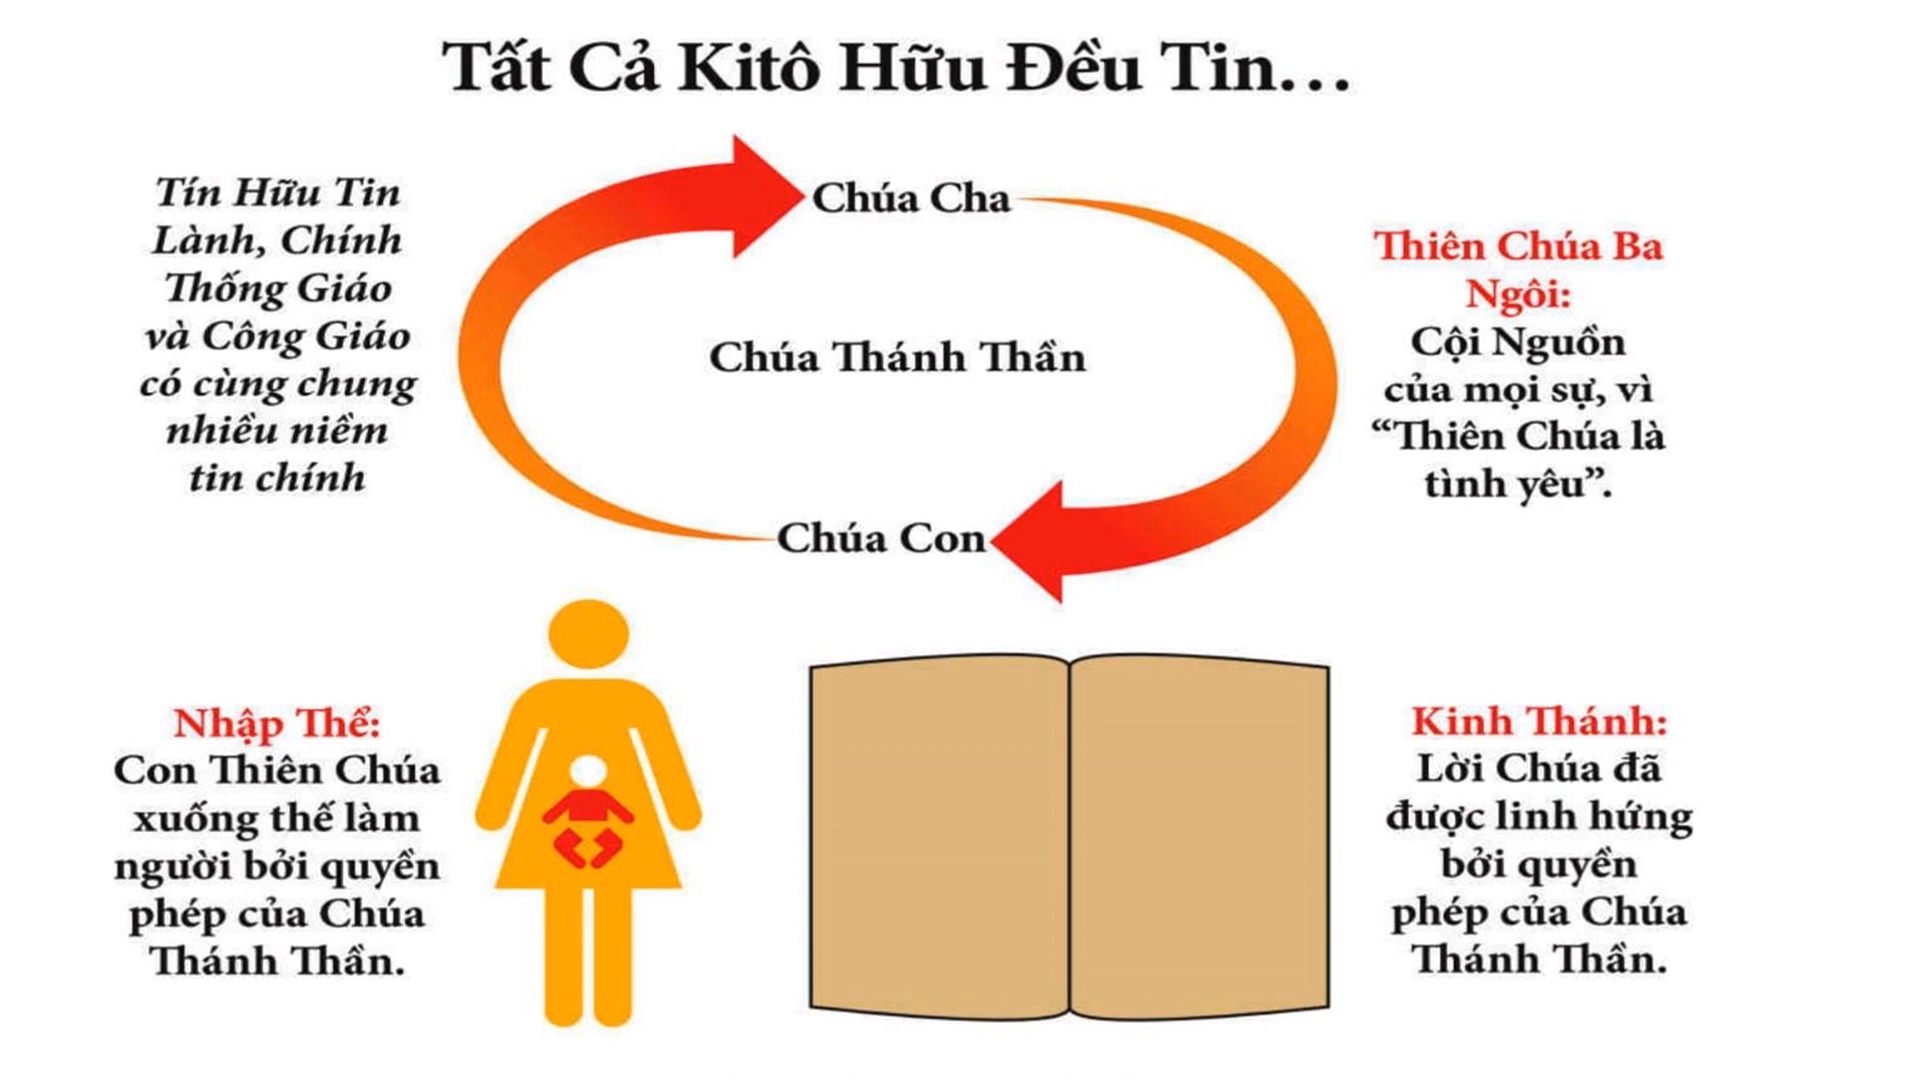 Tất Cả Kitô Hữu Đều Tin...
Tín Hữu Tin
Lành, Chính
Thống Giáo
và Công Giáo
có cùng chung
nhiều niềm
tin chính
Chúa Cha
Chúa Thánh Thần
Chúa Con
Thiên Chúa Ba
Ngôi:
Cội Nguồn
của mọi sự, vì
“Thiên Chúa là
tình yêu”.
Nhập Thể:
Con Thiên Chúa
xuống thế làm
người bởi quyền
phép của Chúa
Thánh Thần.
Kinh Thánh:
Lời Chúa đã
được linh hứng
bởi quyền
phép của Chúa
Thánh Thần.